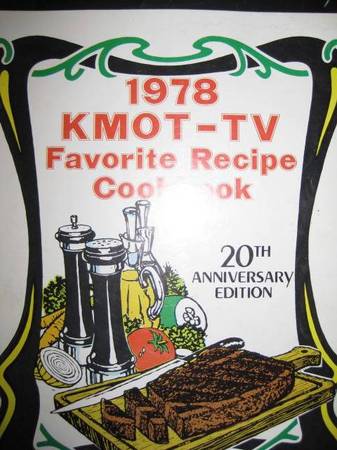 1978
KMOT-TV
Favorite Recipe
Cookbook
20TH
ANNIVERSARY
EDITION